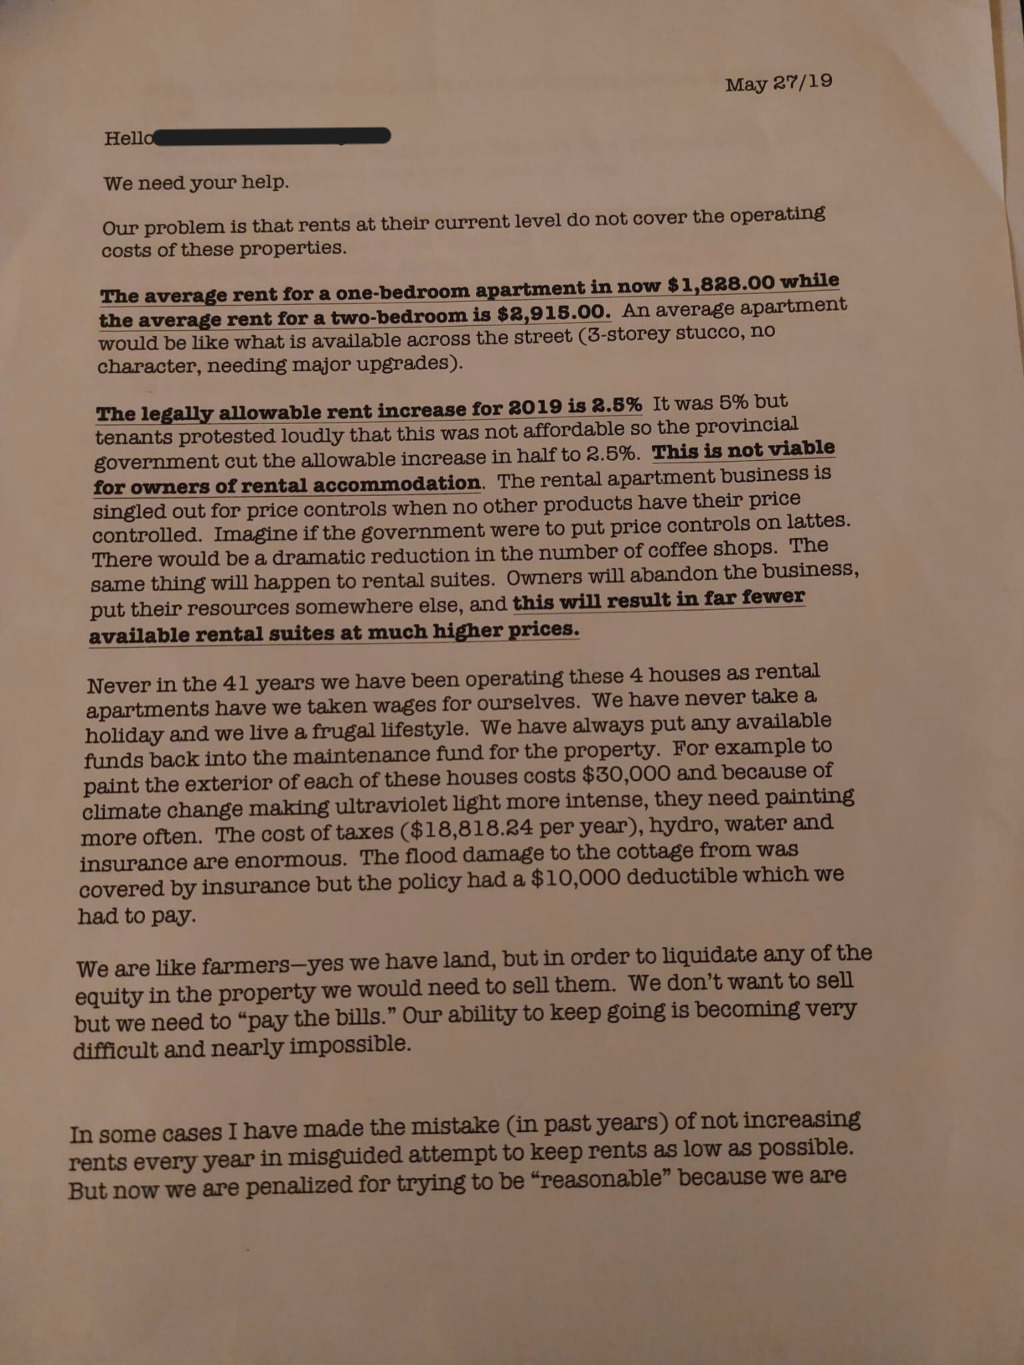 May 27/19
Hello
We need your help.
Our problem is that rents at their current level do not cover the operating
costs of these properties.
The average rent for a one-bedroom apartment in now $1,828.00 while
the average rent for a two-bedroom is $2,915.00. An average apartment
would be like what is available across the street (3-storey stucco, no
character, needing major upgrades).
The legally allowable rent increase for 2019 is 2.5% It was 5% but
tenants protested loudly that this was not affordable so the provincial
government cut the allowable increase in half to 2.5%. This is not viable
for owners of rental accommodation. The rental apartment business is
singled out for price controls when no other products have their price
controlled. Imagine if the government were to put price controls on lattes.
There would be a dramatic reduction in the number of coffee shops. The
same thing will happen to rental suites. Owners will abandon the business,
put their resources somewhere else, and this will result in far fewer
available rental suites at much higher prices.
Never in the 41 years we have been operating these 4 houses as rental
apartments have we taken wages for ourselves. We have never take a
holiday and we live a frugal lifestyle. We have always put any available
funds back into the maintenance fund for the property. For example to
paint the exterior of each of these houses costs $30,000 and because of
climate change making ultraviolet light more intense, they need painting
more often. The cost of taxes ($18,818.24 per year), hydro, water and
insurance are enormous. The flood damage to the cottage from was
covered by insurance but the policy had a $10,000 deductible which we
had to pay.
We are like farmers—yes we have land, but in order to liquidate any of the
equity in the property we would need to sell them. We don't want to sell
but we need to “pay the bills.” Our ability to keep going is becoming very
difficult and nearly impossible.
In some cases I have made the mistake (in past years) of not increasing
rents every year in misguided attempt to keep rents as low as possible.
But now we are penalized for trying to be “reasonable” because we are